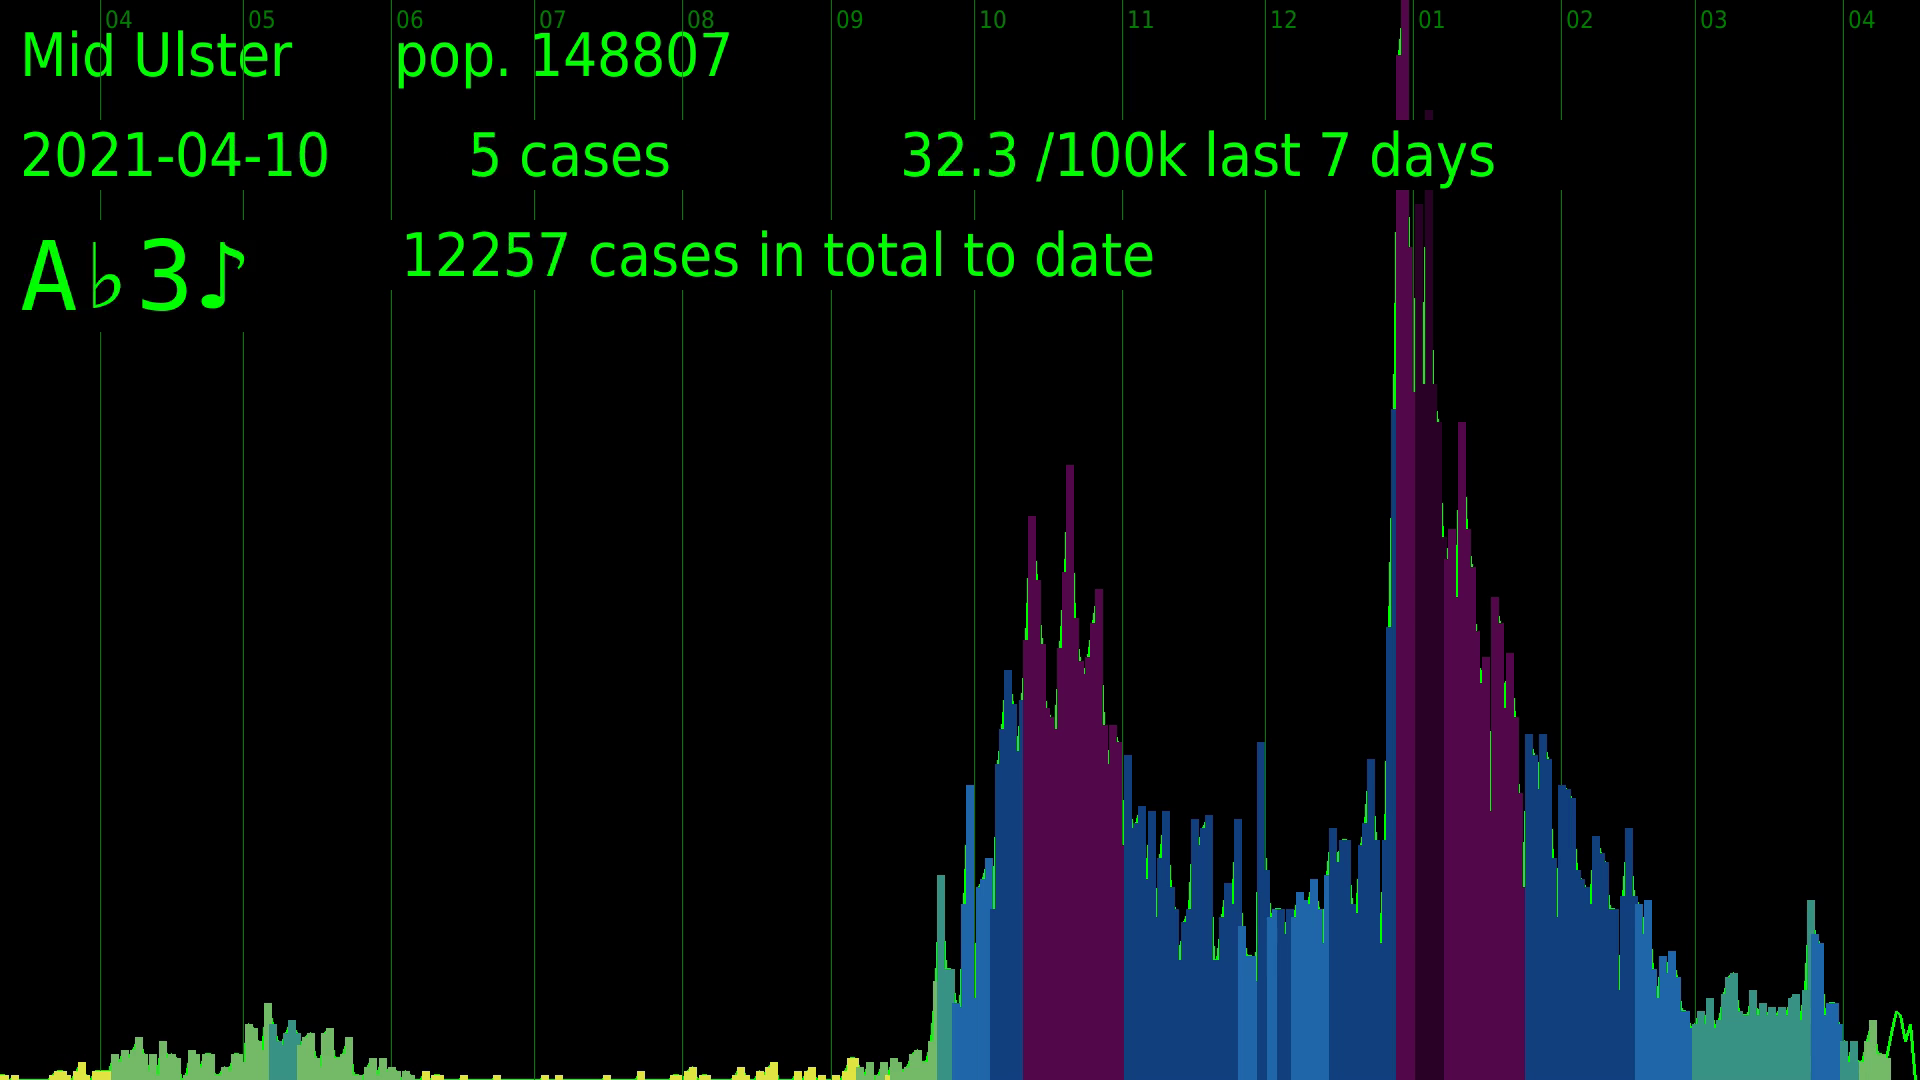 04 05 06 07 08 09 10 11 12 01 02 03 04
Mid Ulster pop. 148807
2021-04-10 5 cases 32.3 /100k last 7 days
A♭3♪ 12257 cases in total to date